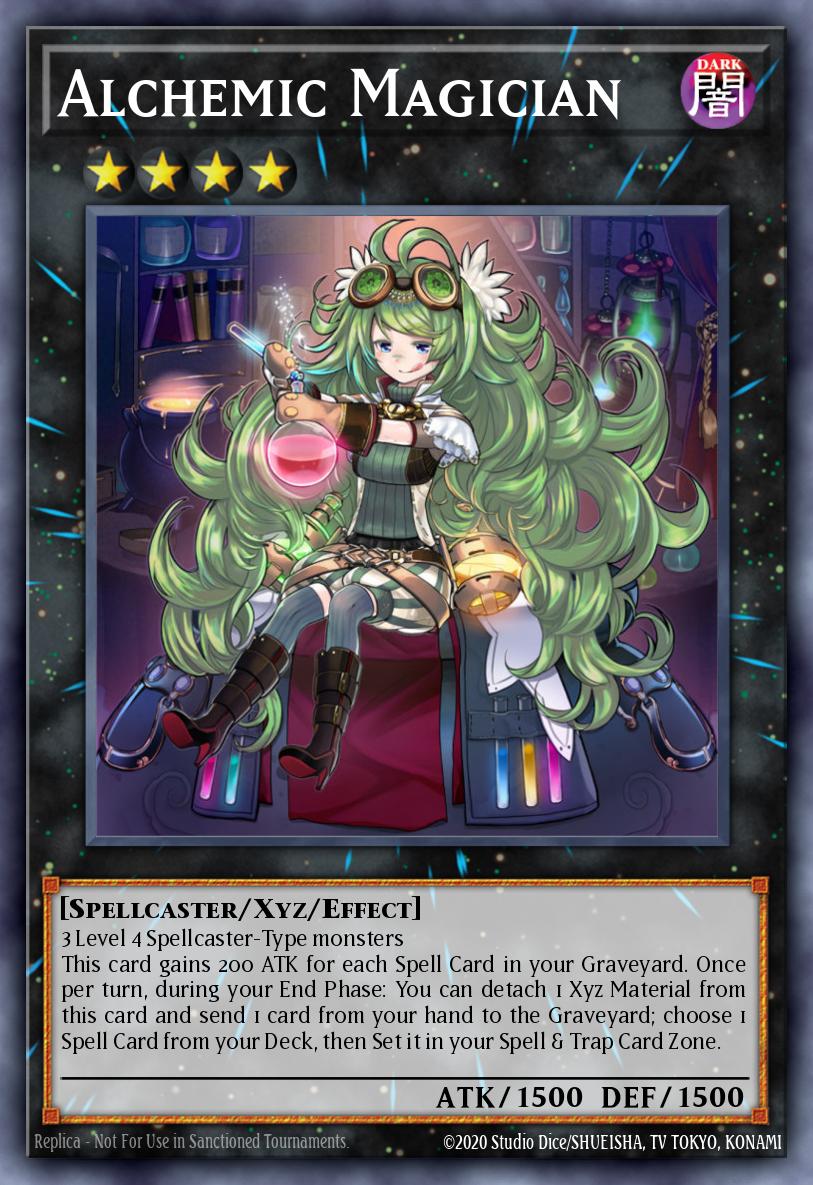 Alchemic Magician
DARK
闇
[Spellcaster/Xyz/Effect]
3 Level 4 Spellcaster-Type monsters
This card gains 200 ATK for each Spell Card in your Graveyard. Once
per turn, during your End Phase: You can detach 1 Xyz Material from
this card and send 1 card from your hand to the Graveyard; choose 1
Spell Card from your Deck, then Set it in your Spell & Trap Card Zone.
ATK/1500 DEF/1500
Replica - Not For Use in Sanctioned Tournaments.
©2020 Studio Dice/SHUEISHA, TV TOKYO, KONAMI